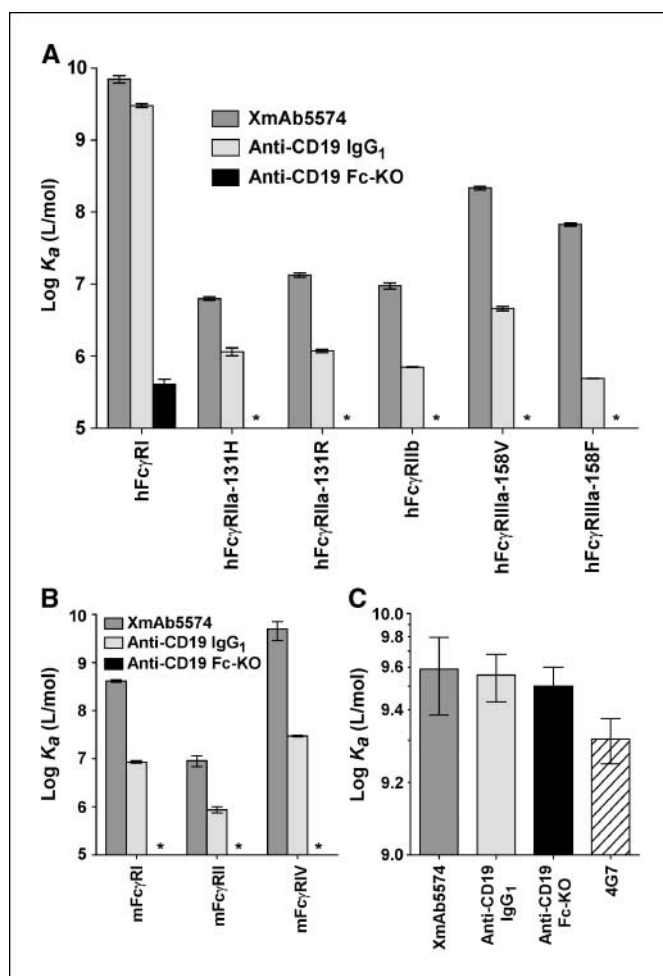 A
10
9
8
7
6
5
Log Ka (L/mol)
XmAb5574
Anti-CD19 IgG1
Anti-CD19 Fc-KO
*
*
*
*
*
hFcγRI
hFcγRIIa-131H
hFcγRIIa-131R
hFcγRIIb
hFcγRIIIa-158V
hFcγRIIIa-158F
B
10
9
8
7
6
5
Log Ka (L/mol)
XmAb5574
Anti-CD19 IgG1
Anti-CD19 Fc-KO
*
*
*
mFcγRI
mFcγRII
mFcγRIV
C
10.0
9.8
9.6
9.4
9.2
9.0
Log Ka (L/mol)
XmAb5574
Anti-CD19
IgG1
Anti-CD19
Fc-KO
4G7